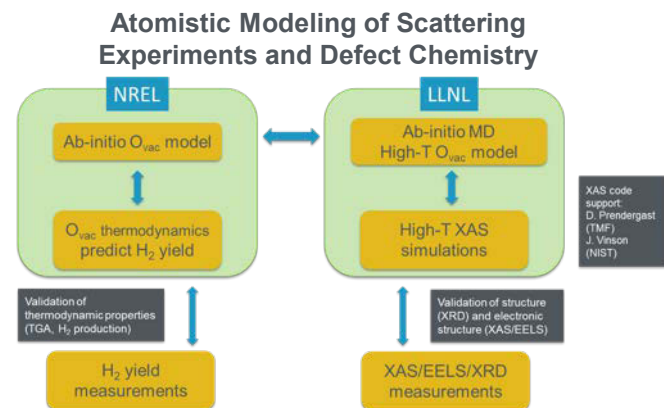 Atomistic Modeling of Scattering
Experiments and Defect Chemistry
NREL
Ab-initio Ovac model
Ovac thermodynamics
predict H2 yield
Validation of
thermodynamic properties
(TGA, H2 production)
H2 yield
measurements
LLNL
Ab-initio MD
High-T Ovac model
High-T XAS
simulations
Validation of structure
(XRD) and electronic
structure (XAS/EELS)
XAS/EELS/XRD
measurements
XAS code
support:
D. Prendergast
(TMF)
J. Vinson
(NIST)